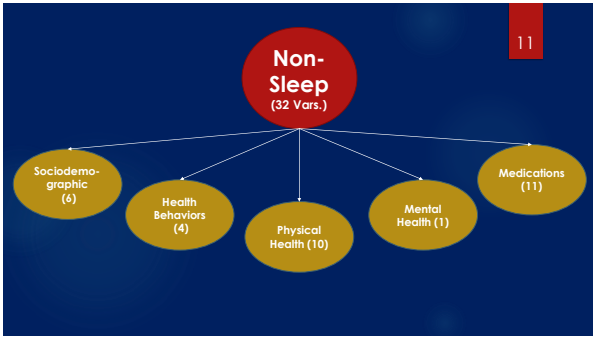 11
Non-
Sleep
(32 Vars.)
Sociodemo-
graphic
(6)
Health
Behaviors
(4)
Physical
Health (10)
Mental
Health (1)
Medications
(11)